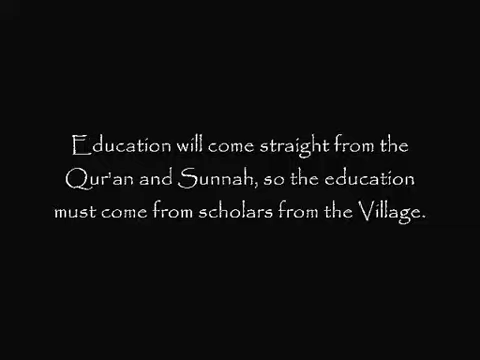 Education will come straight from the
Qur'an and Sunnah, so the education
must come from scholars from the Village.